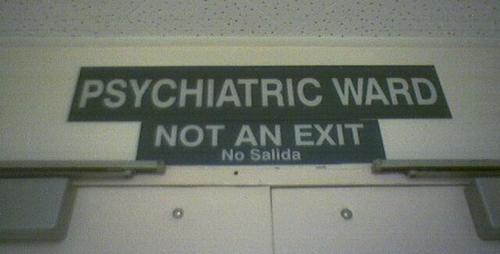 PSYCHIATRIC WARD
NOT AN EXIT
No Salida